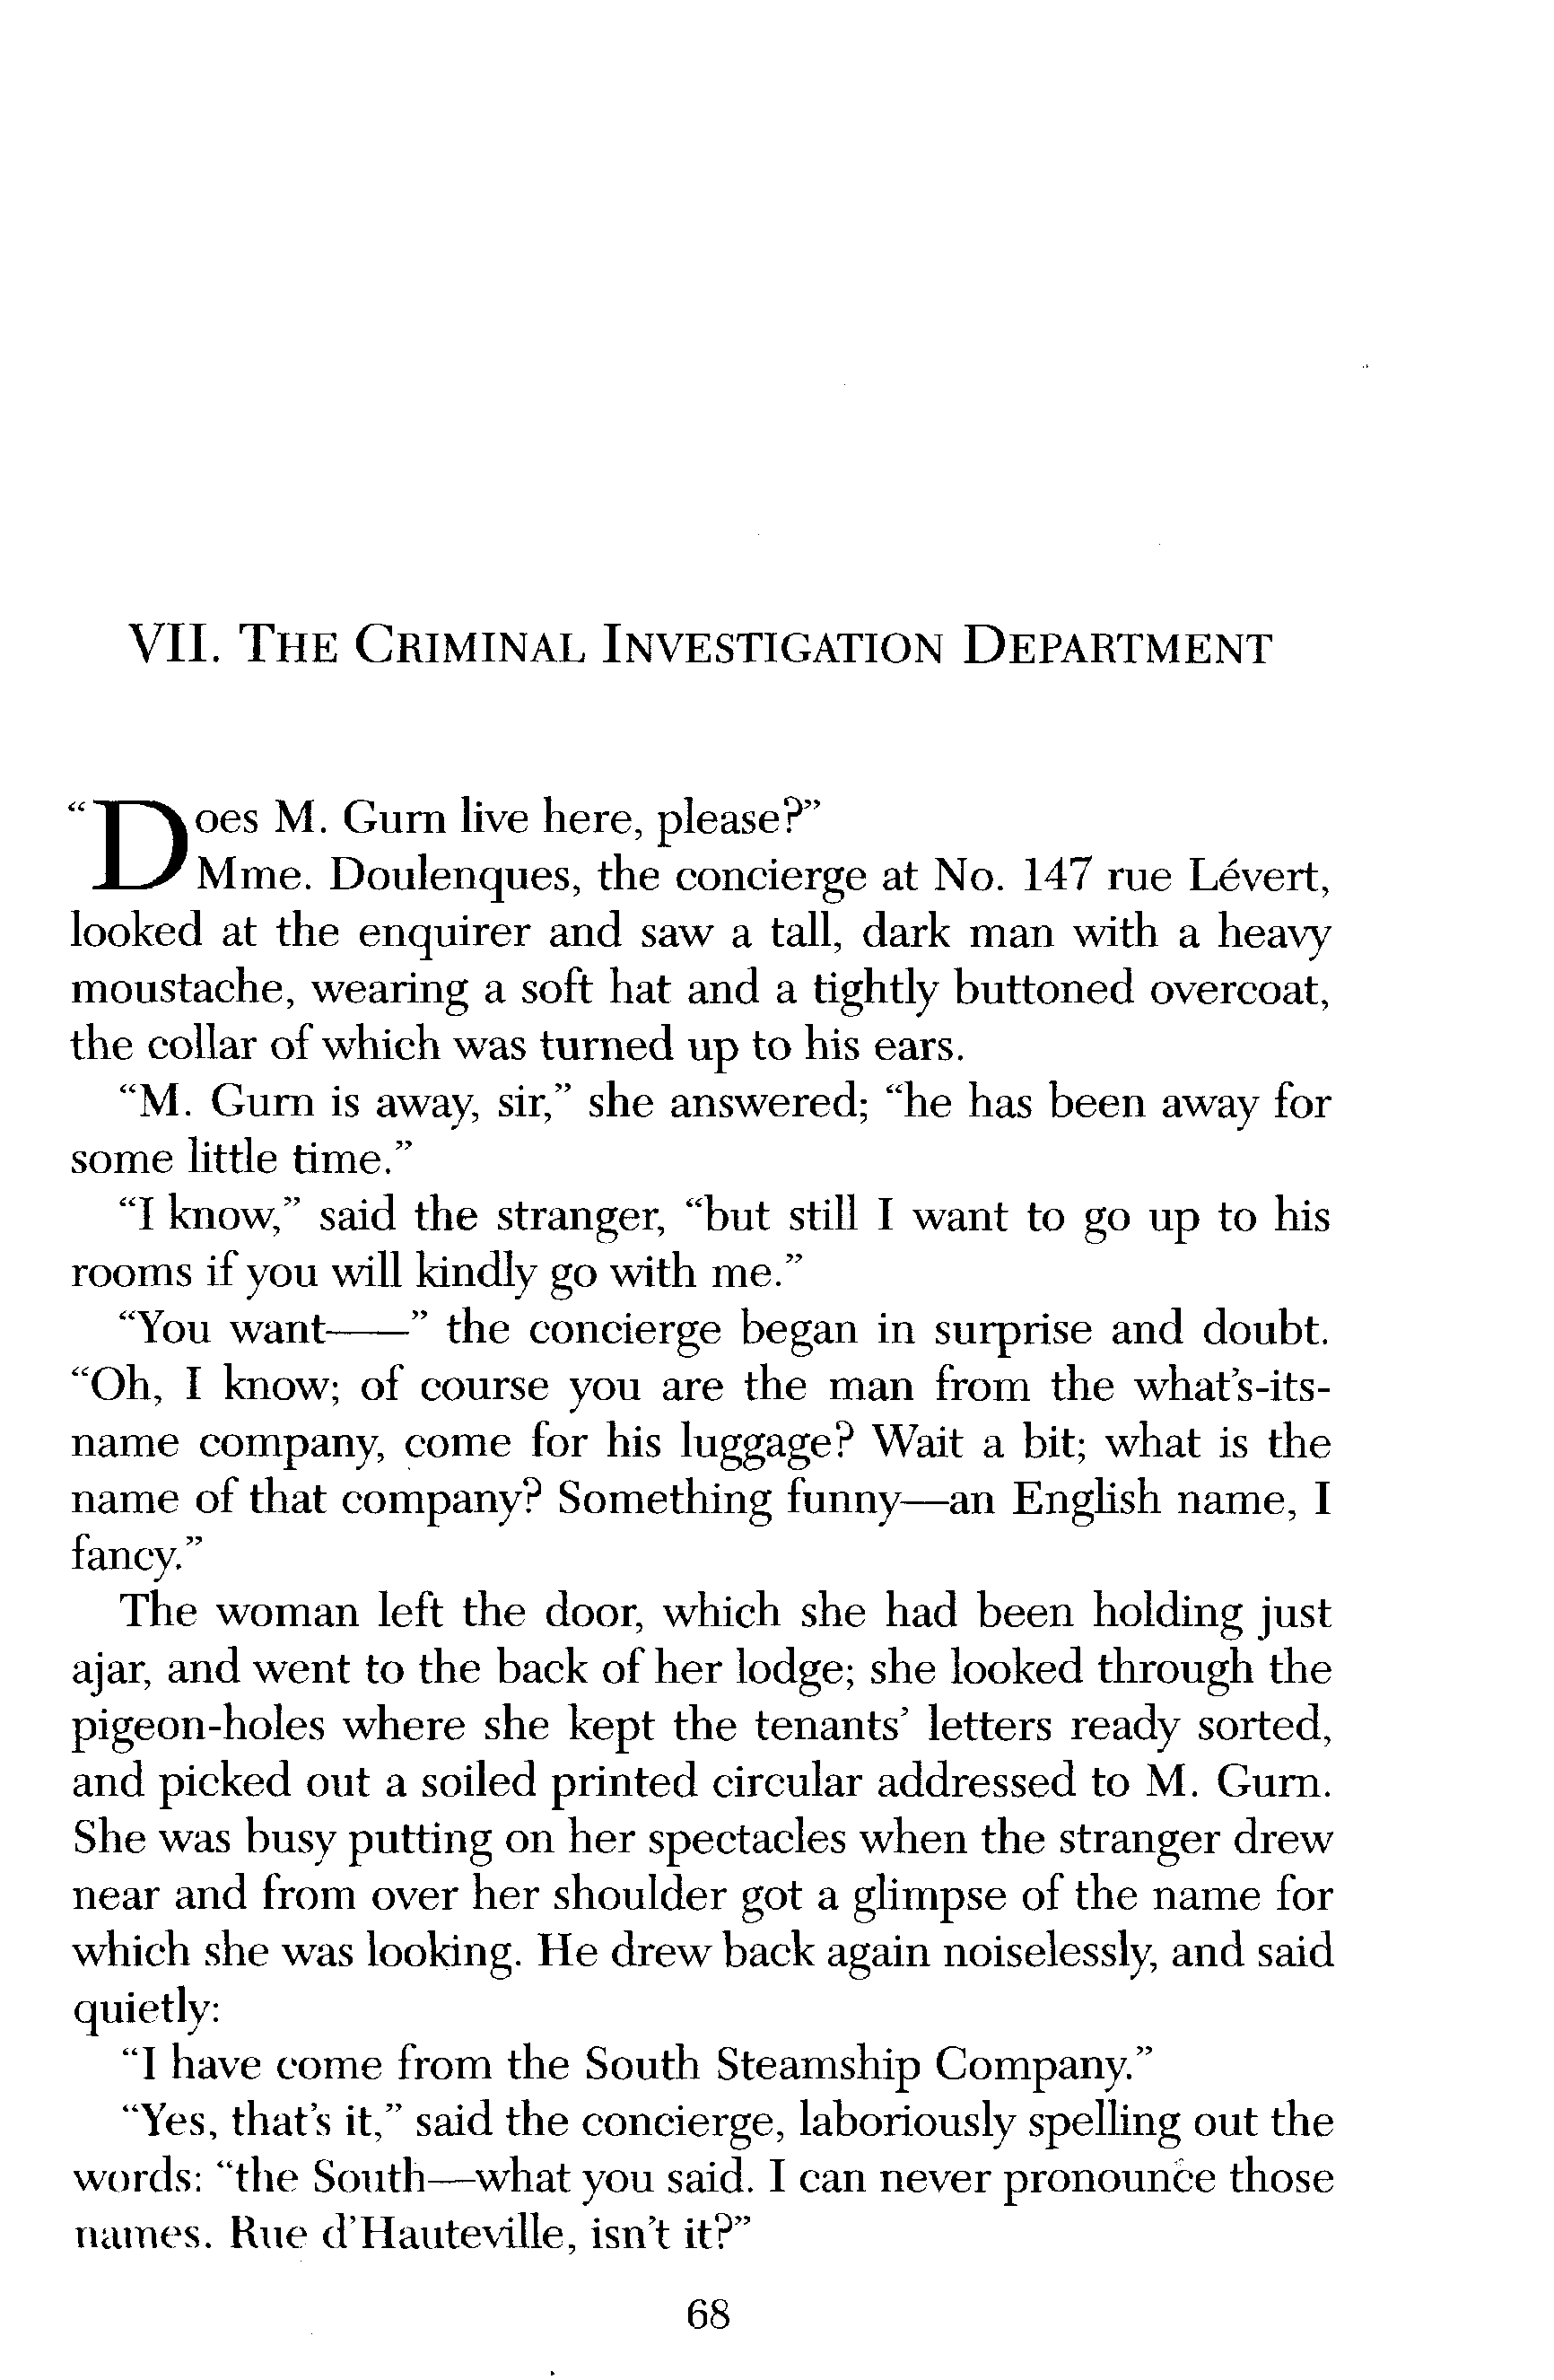 VII. THE CRIMINAL INVESTIGATION DEPARTMENT
“Does M. Gurn live here, please?”
Mme. Doulenques, the concierge at No. 147 rue Lévert,
looked at the enquirer and saw a tall, dark man with a heavy
moustache, wearing a soft hat and a tightly buttoned overcoat,
the collar of which was turned up to his ears.
“M. Gurn is away, sir,” she answered; “he has been away for
some little time.”
“I know,” said the stranger, “but still I want to go up to his
rooms if you will kindly go with me.”
“You want——” the concierge began in surprise and doubt.
“Oh, I know; of course you are the man from the what's-its-
name company, come for his luggage? Wait a bit; what is the
name of that company? Something funny—an English name, I
fancy.”
The woman left the door, which she had been holding just
ajar, and went to the back of her lodge; she looked through the
pigeon-holes where she kept the tenants’ letters ready sorted,
and picked out a soiled printed circular addressed to M. Gurn.
She was busy putting on her spectacles when the stranger drew
near and from over her shoulder got a glimpse of the name for
which she was looking. He drew back again noiselessly, and said
quietly:
“I have come from the South Steamship Company.”
“Yes, that's it,” said the concierge, laboriously spelling out the
words: “the South—what you said. I can never pronounce those
names. Rue d’Hauteville, isn't it?”
68